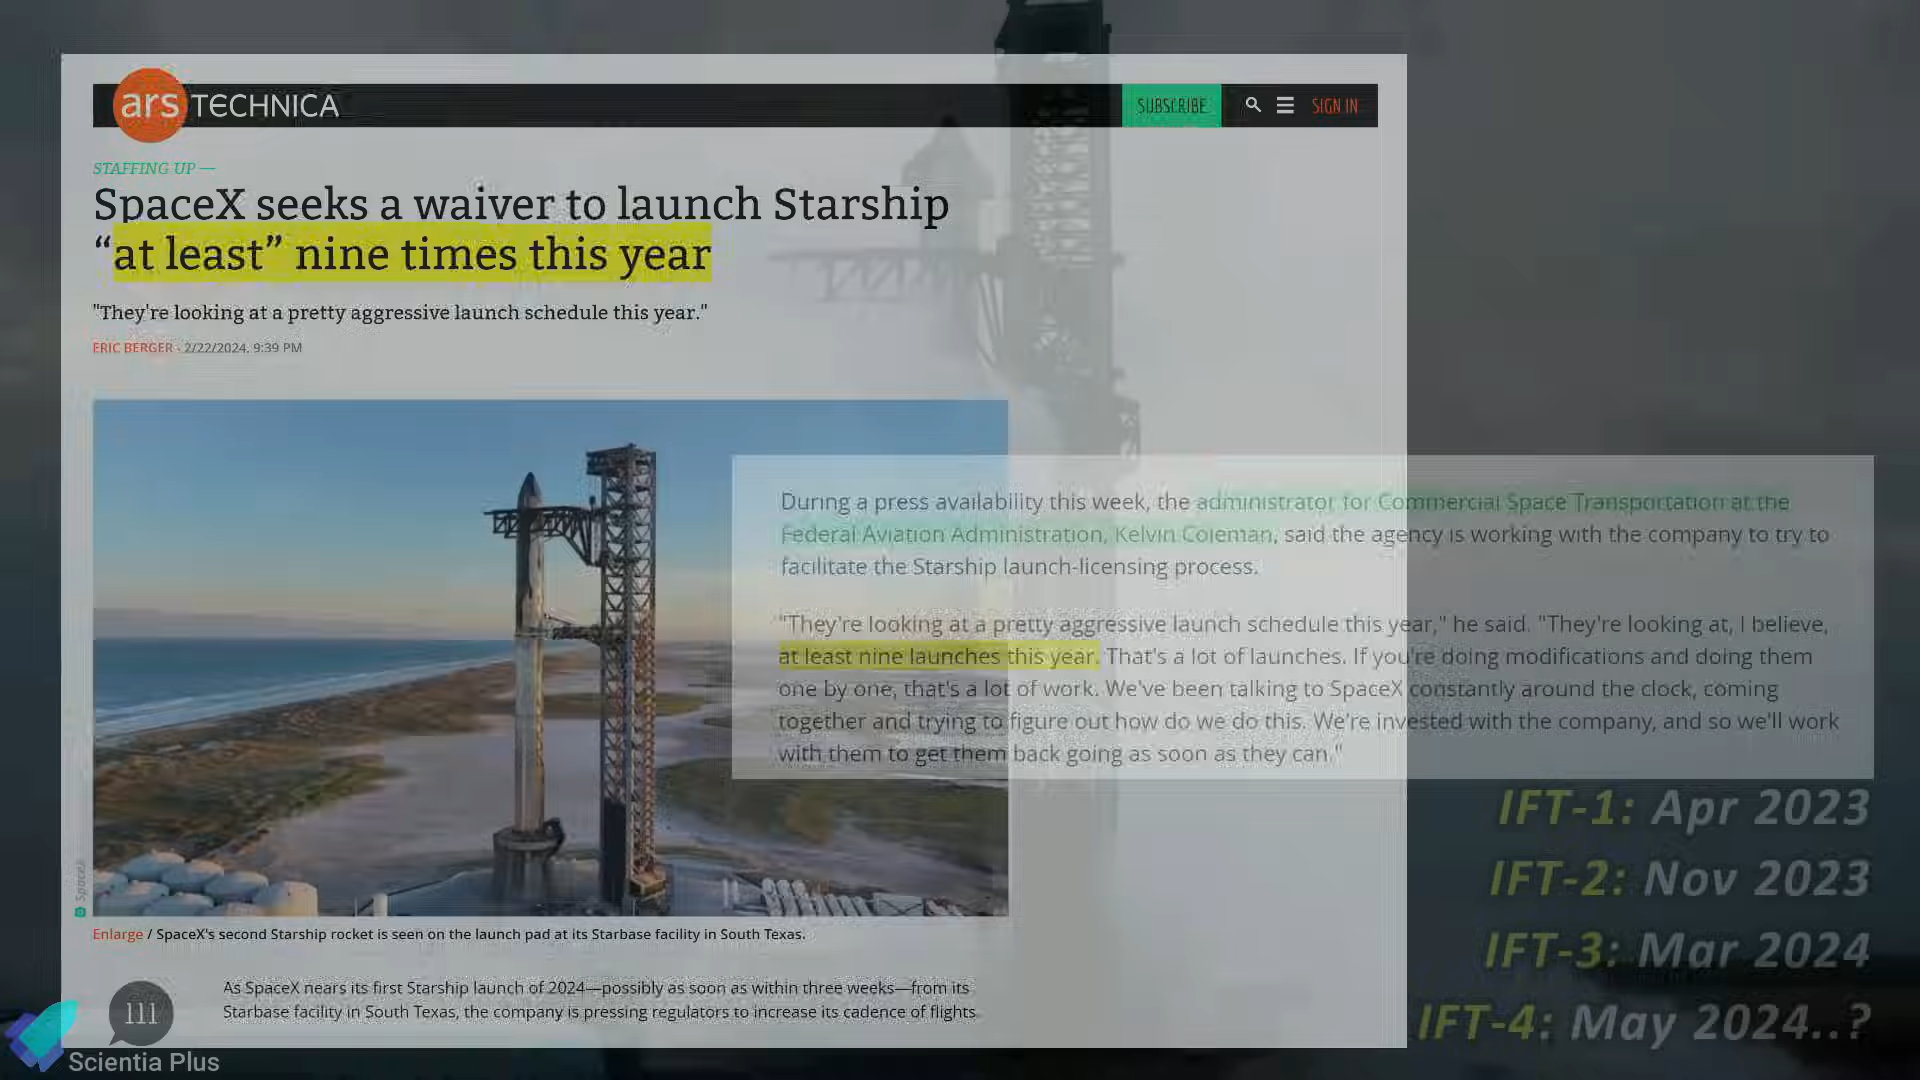 ars TECHNICA
SUBSCRIBE
SIGN IN
STAFFING UP —
SpaceX seeks a waiver to launch Starship
“at least” nine times this year
"They're looking at a pretty aggressive launch schedule this year."
ERIC BERGER - 2/22/2024, 9:39 PM
During a press availability this week, the administrator for Commercial Space Transportation at the
Federal Aviation Administration, Kelvin Coleman, said the agency is working with the company to try to
facilitate the Starship launch-licensing process.
"They're looking at a pretty aggressive launch schedule this year," he said. "They're looking at, I believe,
at least nine launches this year. That's a lot of launches. If you're doing modifications and doing them
one by one, that's a lot of work. We've been talking to SpaceX constantly around the clock, coming
together and trying to figure out how do we do this. We're invested with the company, and so we'll work
with them to get them back going as soon as they can."
IFT-1: Apr 2023
IFT-2: Nov 2023
IFT-3: Mar 2024
IFT-4: May 2024..?
SpaceX
Enlarge / SpaceX's second Starship rocket is seen on the launch pad at its Starbase facility in South Texas.
111
As SpaceX nears its first Starship launch of 2024—possibly as soon as within three weeks—from its
Starbase facility in South Texas, the company is pressing regulators to increase its cadence of flights
Scientia Plus